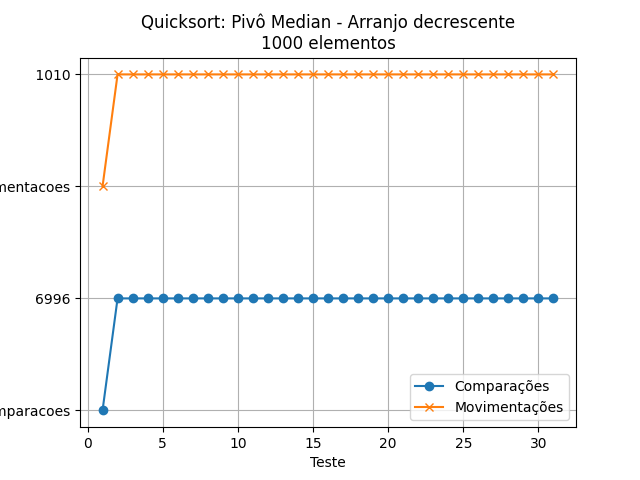 Quicksort: Pivô Median - Arranjo decrescente
1000 elementos
1010
mentacoes
6996
mparacoes
0 5 10 15 20 25 30
Teste
Comparações
Movimentações